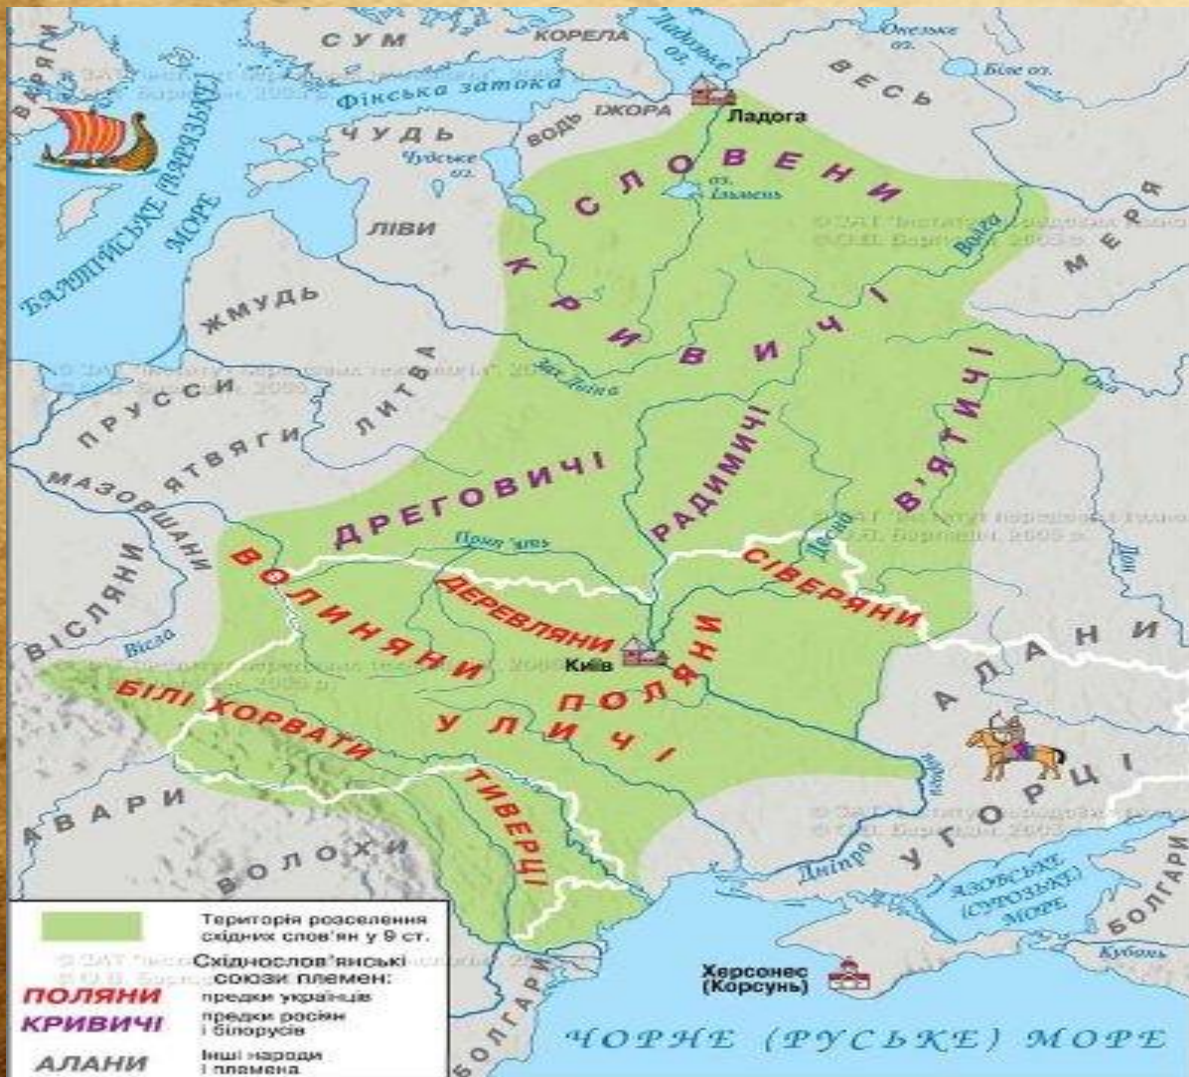 ВАРЯГИ
СУМ
КОРЕЛА
Ладозьке
оз.
Онезьке
оз.
Біле оз.
ВЕСЬ
Фінська затока
ВОДЬ
ІЖОРА
Ладога
ЧУДЬ
Чудське
оз.
СЛОВЕНИ
оз.
Ільмень
БАЛТІЙСЬКЕ (ВАРЯЗЬКЕ)
МОРЕ
ЛІВИ
Волга
МЕРЯ
КРИВИЧІ
ЖМУДЬ
Зах. Двіна
ПРУССИ
ЛИТВА
Ока
ЯТВЯГИ
МАЗОВШАНИ
РАДИМИЧІ
В'ЯТИЧІ
ДРЕГОВИЧІ
Прип'ять
Десна
Дон
ВІСЛЯНИ
Вісла
ВОЛИНЯНИ
ДЕРЕВЛЯНИ
СІВЕРЯНИ
Київ
ПОЛЯНИ
АЛАНИ
БІЛІ ХОРВАТИ
УЛИЧІ
ТИВЕРЦІ
УГОРЦІ
АВАРИ
ВОЛОХИ
Дніпро
АЗОВСЬКЕ
(СУРОЗЬКЕ)
МОРЕ
БОЛГАРИ
Кубань
Херсонес
(Корсунь)
БОЛГАРИ
ЧОРНЕ (РУСЬКЕ) МОРЕ
Територія розселення
східних слов'ян у 9 ст.
Східнослов'янські
союзи племен:
ПОЛЯНИ предки українців
КРИВИЧІ предки росіян
і білорусів
АЛАНИ Інші народи
і племена